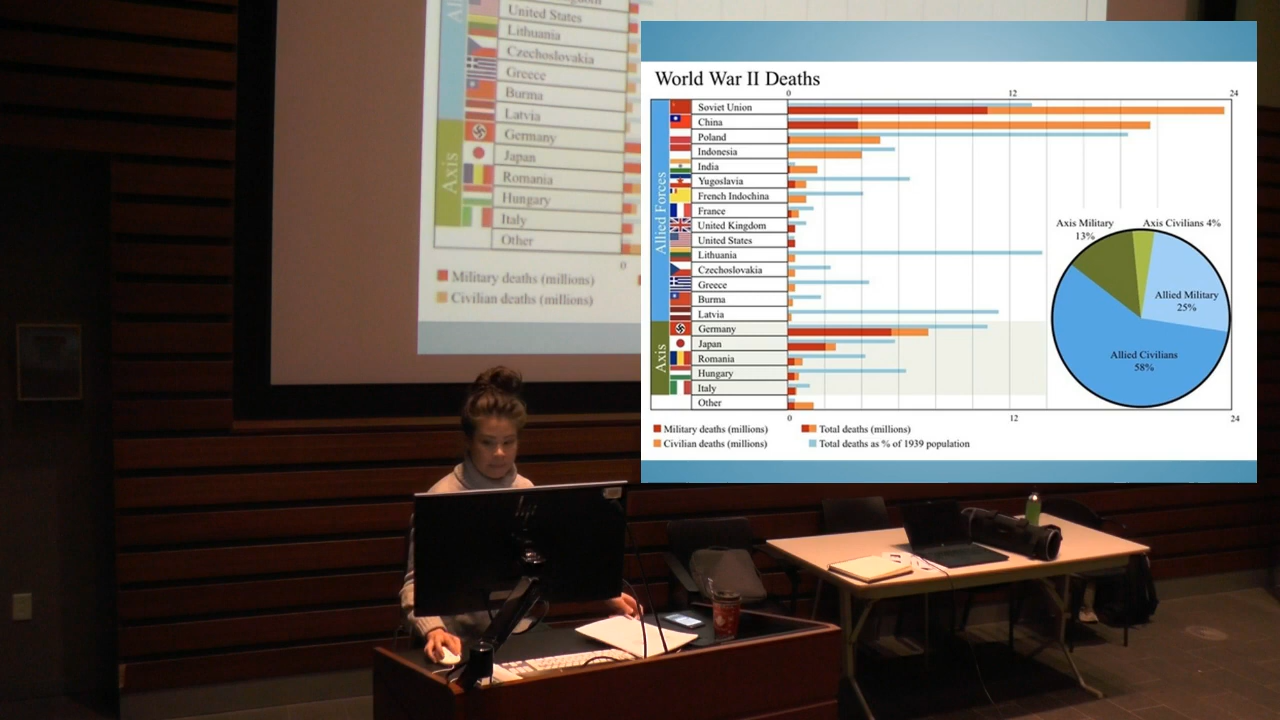 United States
Lithuania
Czechoslovakia
Greece
Burma
Latvia
Germany
Japan
Romania
Hungary
Italy
Other
Axis
0
Military deaths (millions)
Civilian deaths (millions)
World War II Deaths
0 12 24
Allied Forces
Soviet Union
China
Poland
Indonesia
India
Yugoslavia
French Indochina
France
United Kingdom
United States
Lithuania
Czechoslovakia
Greece
Burma
Latvia
Axis
Germany
Japan
Romania
Hungary
Italy
Other
0 12 24
Military deaths (millions)
Civilian deaths (millions)
Total deaths (millions)
Total deaths as % of 1939 population
Axis Military
13%
Axis Civilians 4%
Allied Military
25%
Allied Civilians
58%